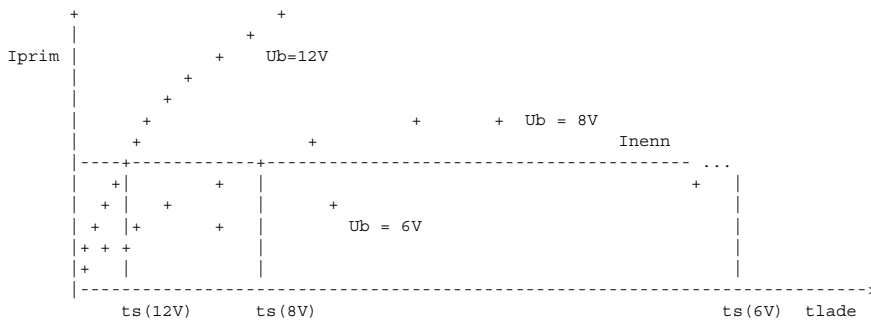 Iprim
Ub=12V
Ub = 8V
Inenn
...
Ub = 6V
ts(12V) ts(8V) ts(6V) tlade